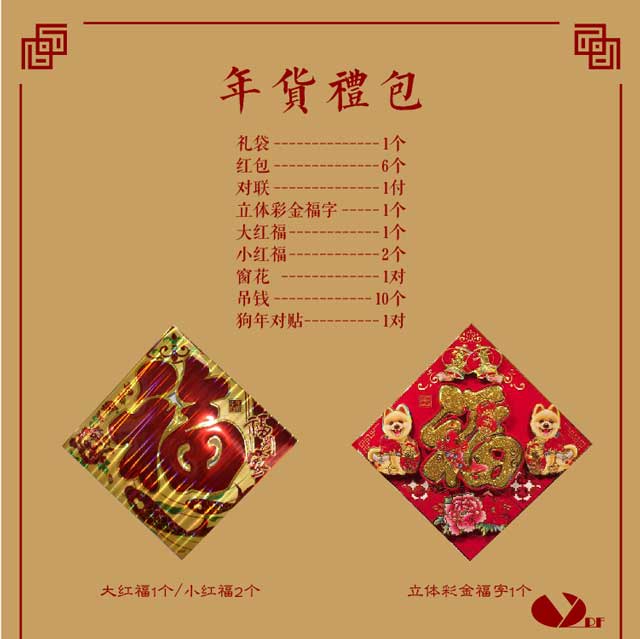 年貨禮包
礼袋--------------1个
红包--------------6个
对联--------------1付
立体彩金福字-----1个
大红福------------1个
小红福------------2个
窗花 -------------1对
吊钱-------------10个
狗年对贴----------1对
福
福
大红福1个/小红福2个
立体彩金福字1个
RF